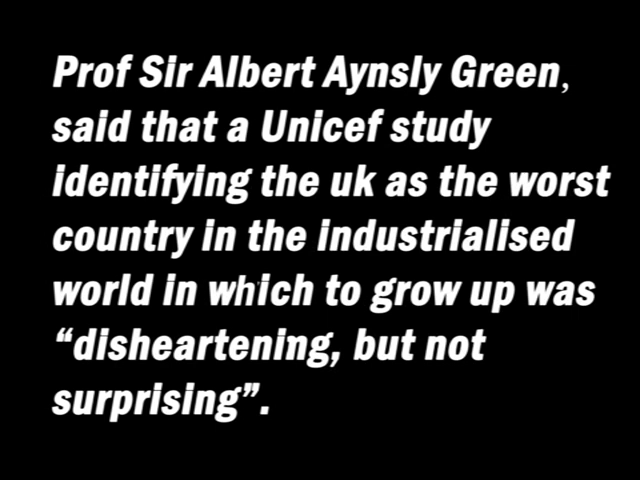 Prof Sir Albert Aynsly Green,
said that a Unicef study
identifying the uk as the worst
country in the industrialised
world in which to grow up was
“disheartening, but not
surprising”.